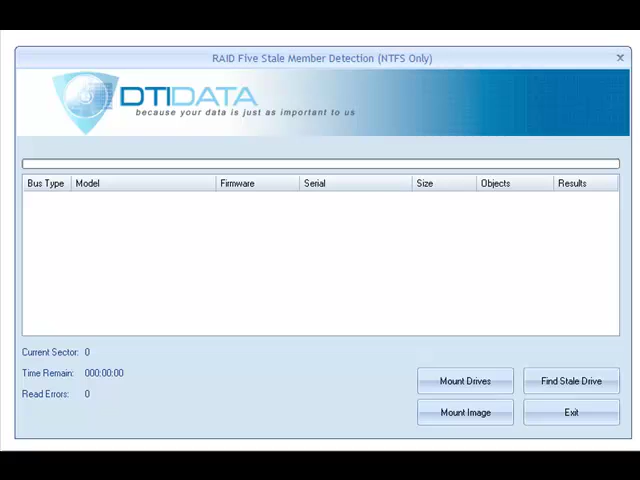 RAID Five Stale Member Detection (NTFS Only)
DTIDATA
because your data is just as important to us
Bus Type Model Firmware Serial Size Objects Results
Current Sector: 0
Time Remain: 000:00:00
Read Errors: 0
Mount Drives Find Stale Drive
Mount Image Exit